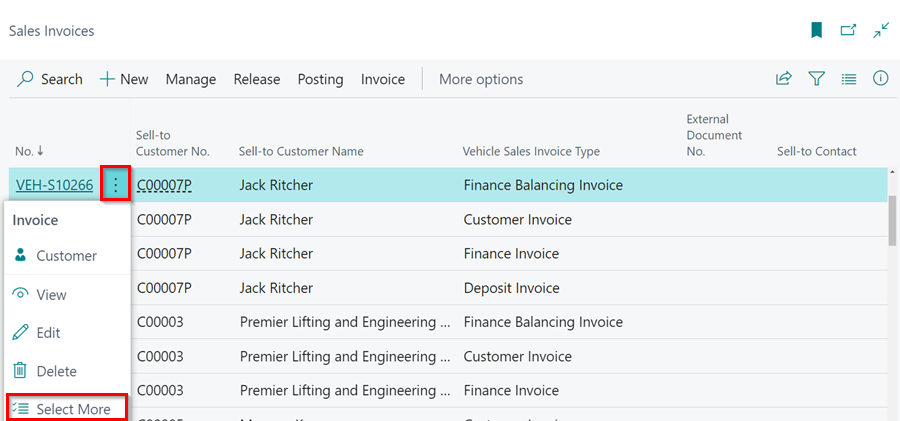 Sales Invoices
Search New Manage Release Posting Invoice More options
External
Sell-to Document
No. ↓ Customer No. Sell-to Customer Name Vehicle Sales Invoice Type No. Sell-to Contact
VEH-S10266 C00007P Jack Ritcher Finance Balancing Invoice
Invoice C00007P Jack Ritcher Customer Invoice
Customer C00007P Jack Ritcher Finance Invoice
View C00007P Jack Ritcher Deposit Invoice
Edit C00003 Premier Lifting and Engineering ... Finance Balancing Invoice
Delete C00003 Premier Lifting and Engineering ... Customer Invoice
C00003 Premier Lifting and Engineering ... Finance Invoice
Select More